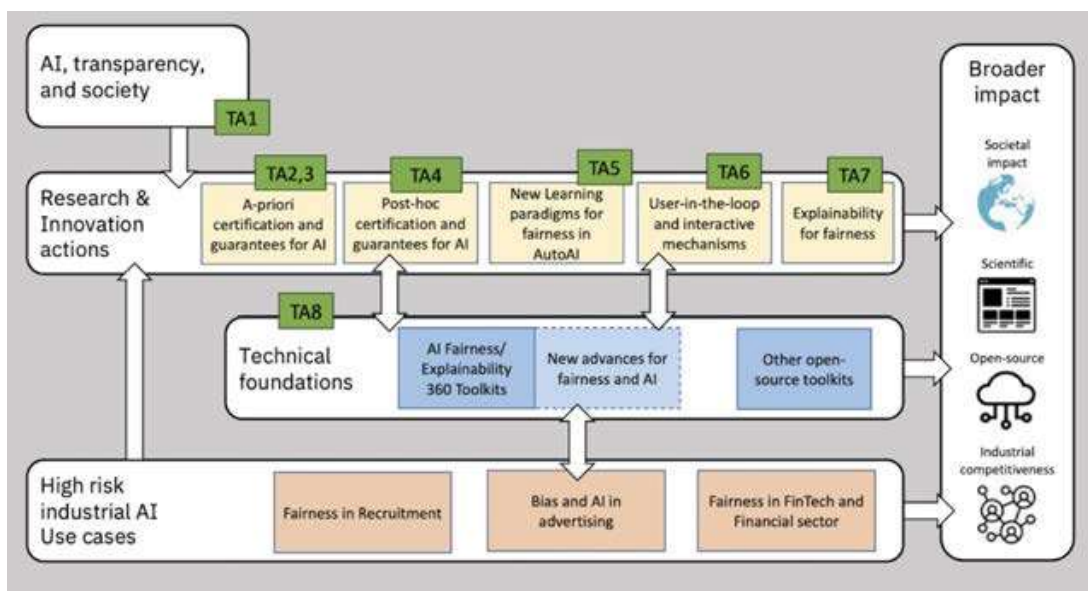 AI, transparency,
and society
TA1
Research &
Innovation
actions
TA2,3
A-priori
certification and
guarantees for AI
TA4
Post-hoc
certification and
guarantees for AI
TA5
New Learning
paradigms for
fairness in
AutoAI
TA6
User-in-the-loop
and interactive
mechanisms
TA7
Explainability
for fairness
TA8
Technical
foundations
AI Fairness/
Explainability
360 Toolkits
New advances for
fairness and AI
Other open-
source toolkits
High risk
industrial AI
Use cases
Fairness in Recruitment
Bias and AI in
advertising
Fairness in FinTech and
Financial sector
Broader
impact
Societal
impact
Scientific
Open-source
Industrial
competitiveness